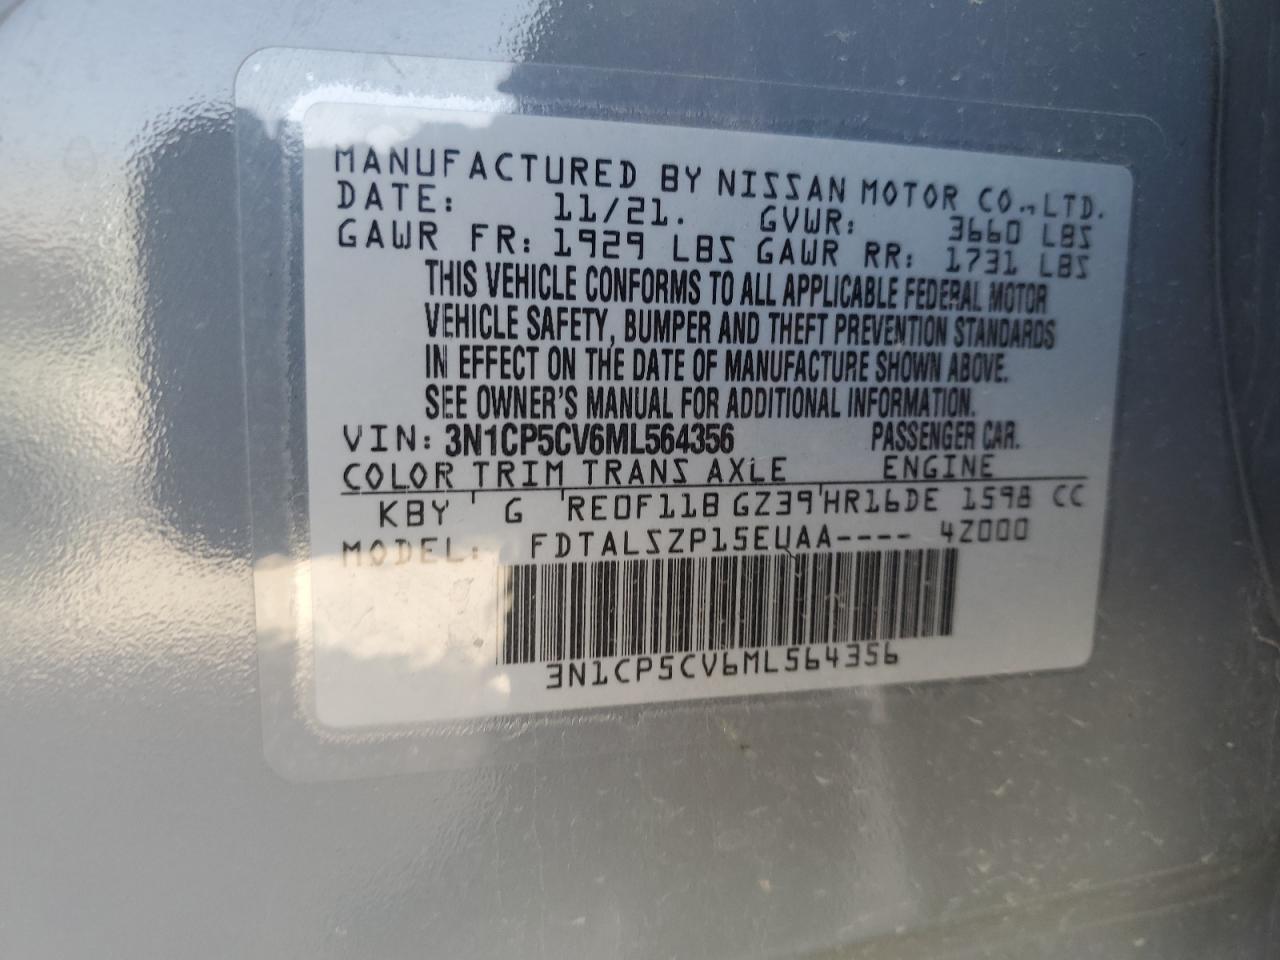 MANUFACTURED BY NISSAN MOTOR CO., LTD.
DATE: 11/21. GVWR: 3660 LBS
GAWR FR: 1929 LBS GAWR RR: 1731 LBS
THIS VEHICLE CONFORMS TO ALL APPLICABLE FEDERAL MOTOR
VEHICLE SAFETY, BUMPER AND THEFT PREVENTION STANDARDS
IN EFFECT ON THE DATE OF MANUFACTURE SHOWN ABOVE.
SEE OWNER'S MANUAL FOR ADDITIONAL INFORMATION.
VIN: 3N1CP5CV6ML564356 PASSENGER CAR.
COLOR TRIM TRANS AXLE ENGINE
KBY ' G 'RE0F11B GZ39'HR16DE 1598 CC
MODEL: FDTALSZP15EUAA---- 4Z000
3N1CP5CV6ML564356